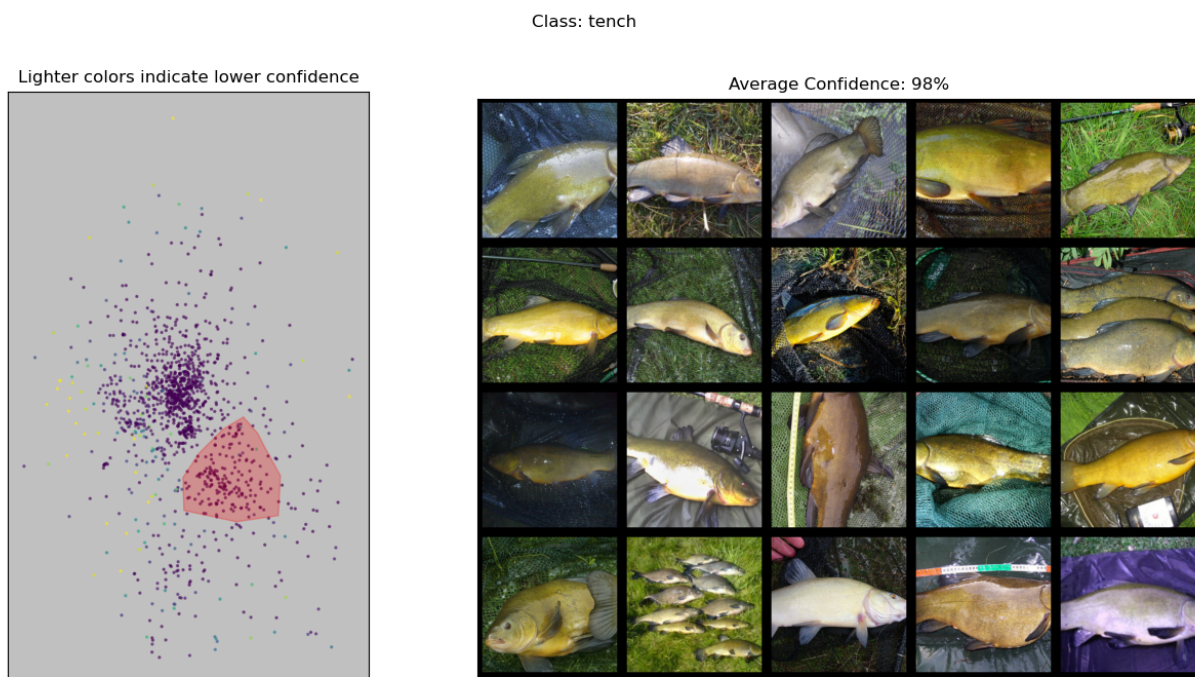 Class: tench
Lighter colors indicate lower confidence
Average Confidence: 98%